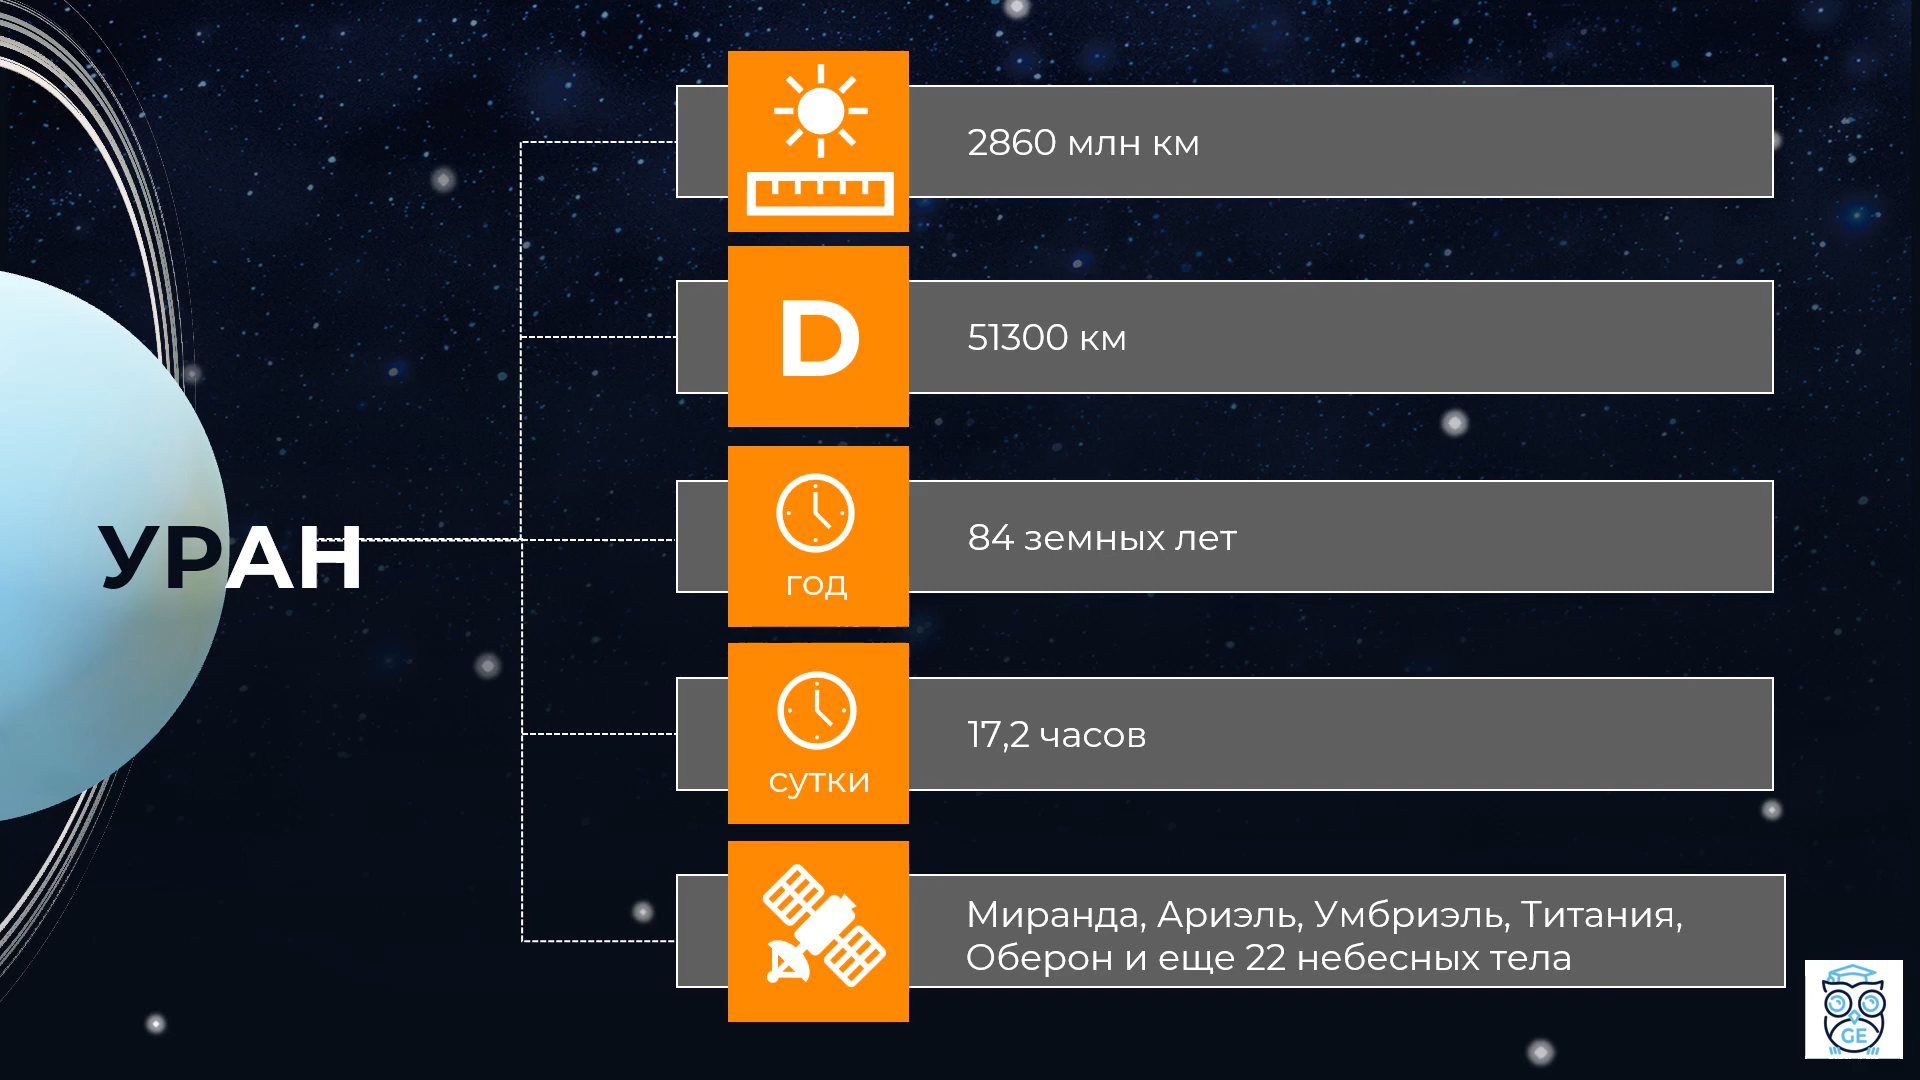 2860 млн км
D
51300 км
год
84 земных лет
УРАН
сутки
17,2 часов
Миранда, Ариэль, Умбриэль, Титания,
Оберон и еще 22 небесных тела
GE